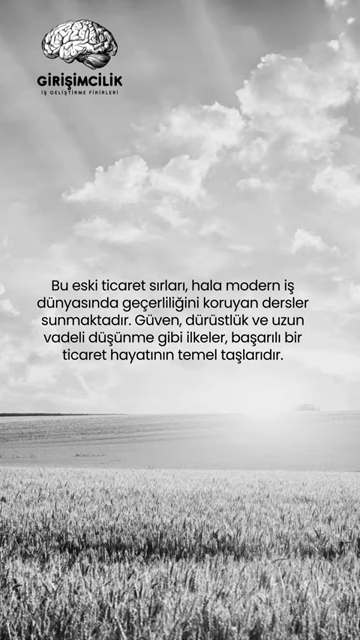 GİRİŞİMCİLİK
İŞ GELİŞTİRME FİKİRLERİ
Bu eski ticaret sırları, hala modern iş
dünyasında geçerliliğini koruyan dersler
sunmaktadır. Güven, dürüstlük ve uzun
vadeli düşünme gibi ilkeler, başarılı bir
ticaret hayatının temel taşlarıdır.